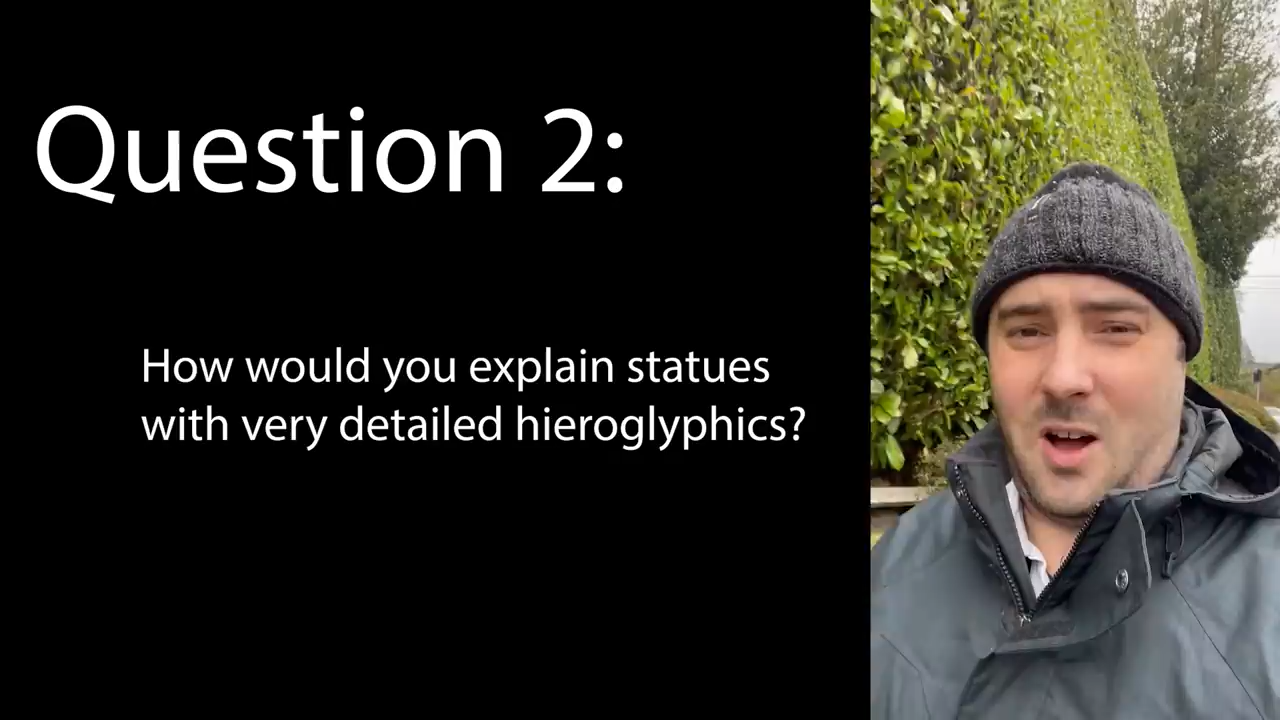 Question 2:
How would you explain statues
with very detailed hieroglyphics?